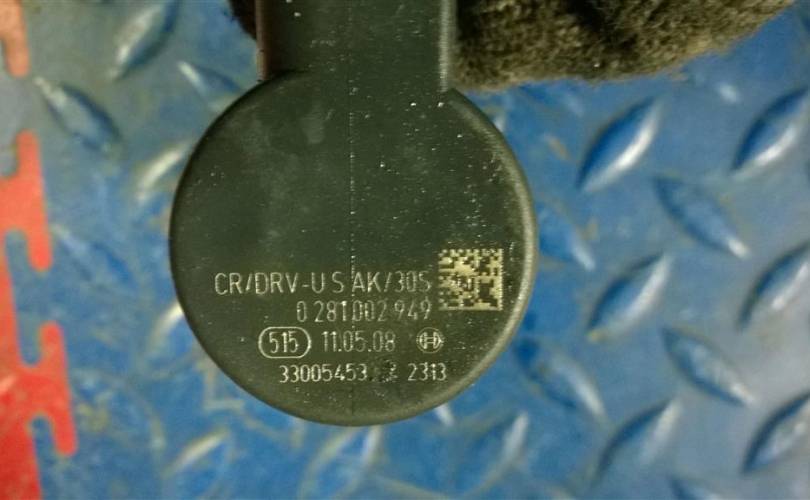 CR/DRV-U S AK/30S
0 281 002 949
515 11.05.08
33005453 2313